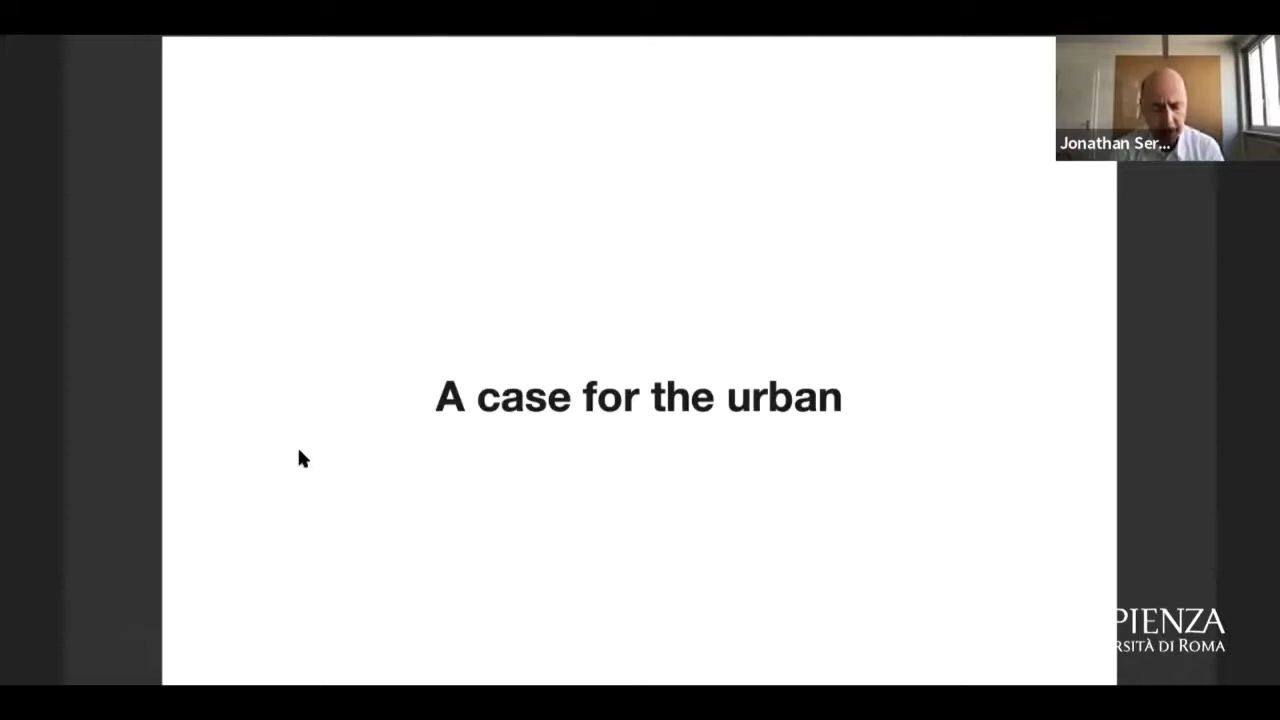 Jonathan Ser...
A case for the urban
PIENZA
RSITÀ DI ROMA